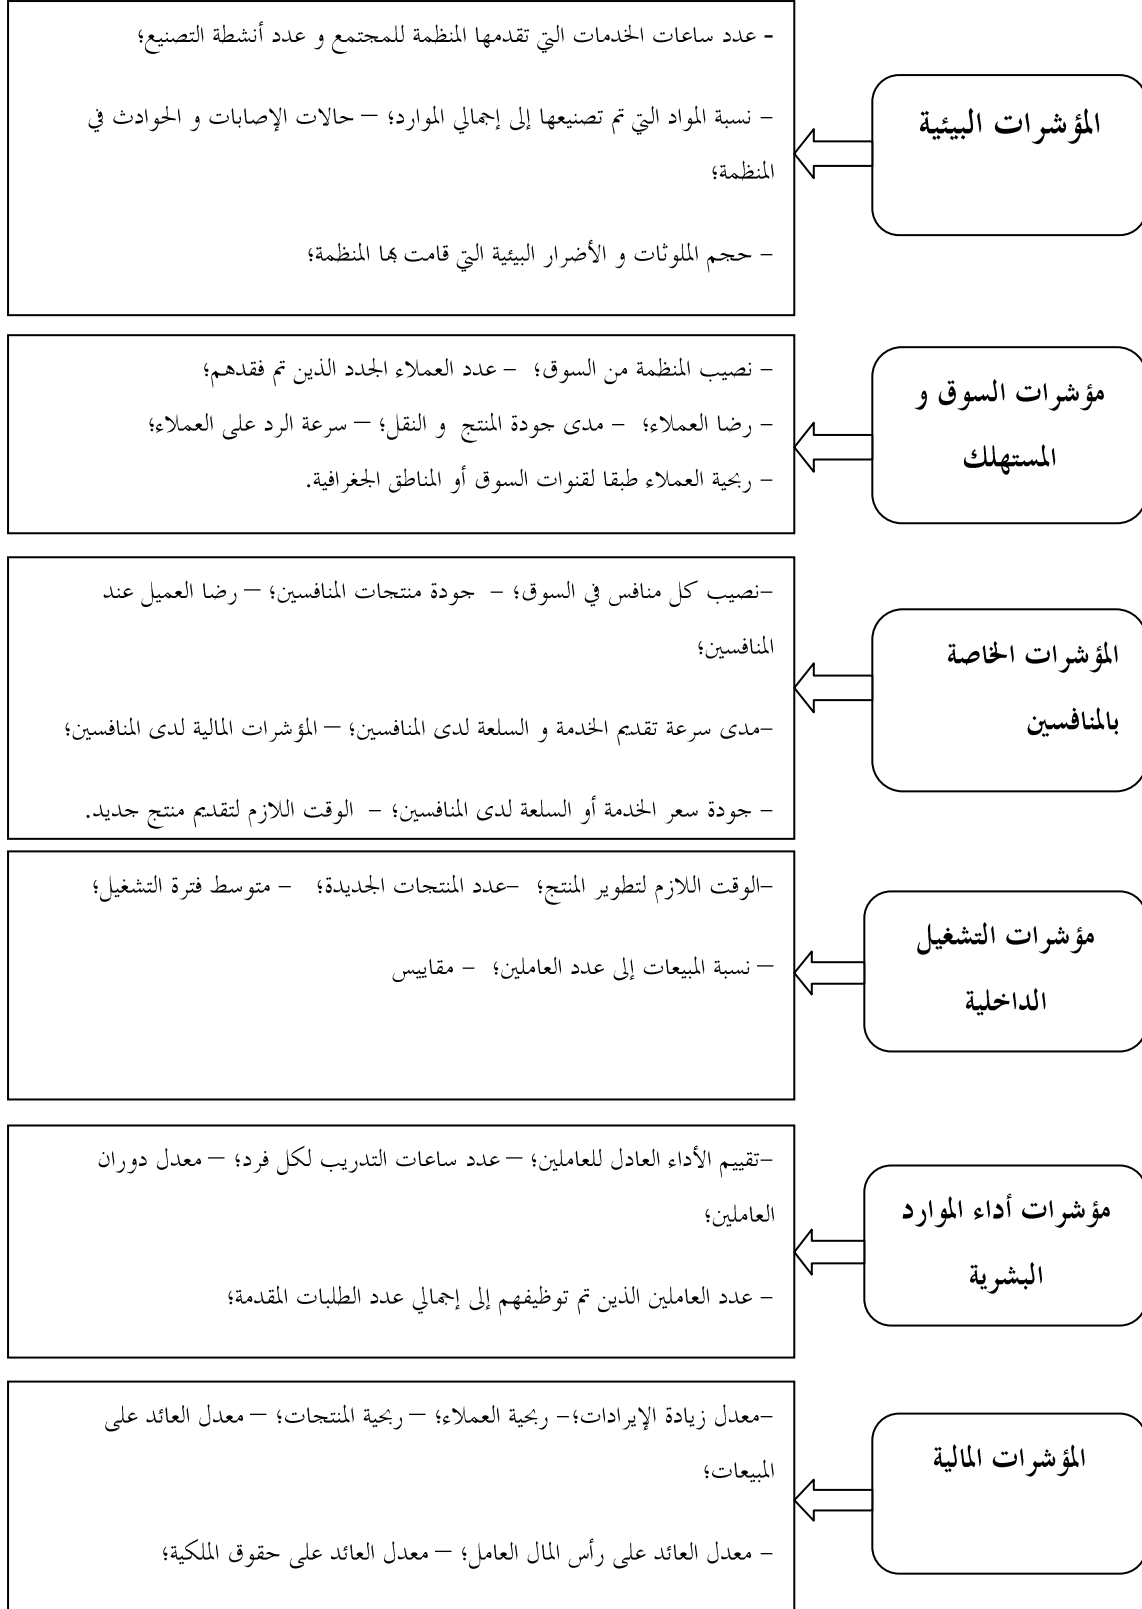 المؤشرات البيئية
- عدد ساعات الخدمات التي تقدمها المنظمة للمجتمع و عدد أنشطة التصنيع؛
– نسبة المواد التي تم تصنيعها إلى إجمالي الموارد؛ – حالات الإصابات و الحوادث في
المنظمة؛
– حجم الملوثات و الأضرار البيئية التي قامت بها المنظمة؛
مؤشرات السوق و
المستهلك
– نصيب المنظمة من السوق؛ – عدد العملاء الجدد الذين تم فقدهم؛
– رضا العملاء؛ – مدى جودة المنتج و النقل؛ – سرعة الرد على العملاء؛
– ربحية العملاء طبقا لقنوات السوق أو المناطق الجغرافية.
المؤشرات الخاصة
بالمنافسين
–نصيب كل منافس في السوق؛ – جودة منتجات المنافسين؛ – رضا العميل عند
المنافسين؛
–مدى سرعة تقديم الخدمة و السلعة لدى المنافسين؛ – المؤشرات المالية لدى المنافسين؛
– جودة سعر الخدمة أو السلعة لدى المنافسين؛ – الوقت اللازم لتقديم منتج جديد.
مؤشرات التشغيل
الداخلية
–الوقت اللازم لتطوير المنتج؛ –عدد المنتجات الجديدة؛ – متوسط فترة التشغيل؛
– نسبة المبيعات إلى عدد العاملين؛ – مقاييس
مؤشرات أداء الموارد
البشرية
–تقييم الأداء العادل للعاملين؛ – عدد ساعات التدريب لكل فرد؛ – معدل دوران
العاملين؛
– عدد العاملين الذين تم توظيفهم إلى إجمالي عدد الطلبات المقدمة؛
المؤشرات المالية
–معدل زيادة الإيرادات؛– ربحية العملاء؛ – ربحية المنتجات؛ – معدل العائد على
المبيعات؛
– معدل العائد على رأس المال العامل؛ – معدل العائد على حقوق الملكية؛